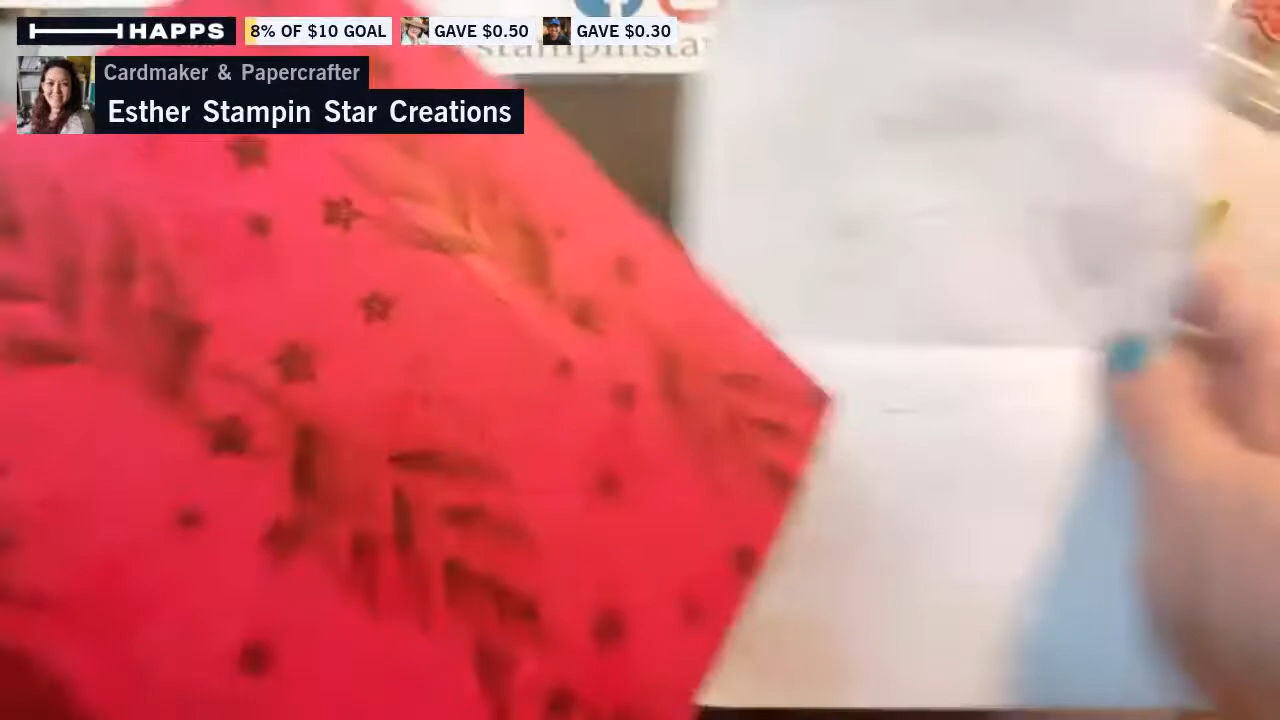 HAPPS
8% OF $10 GOAL
GAVE $0.50
GAVE $0.30
Cardmaker & Papercrafter
Esther Stampin Star Creations